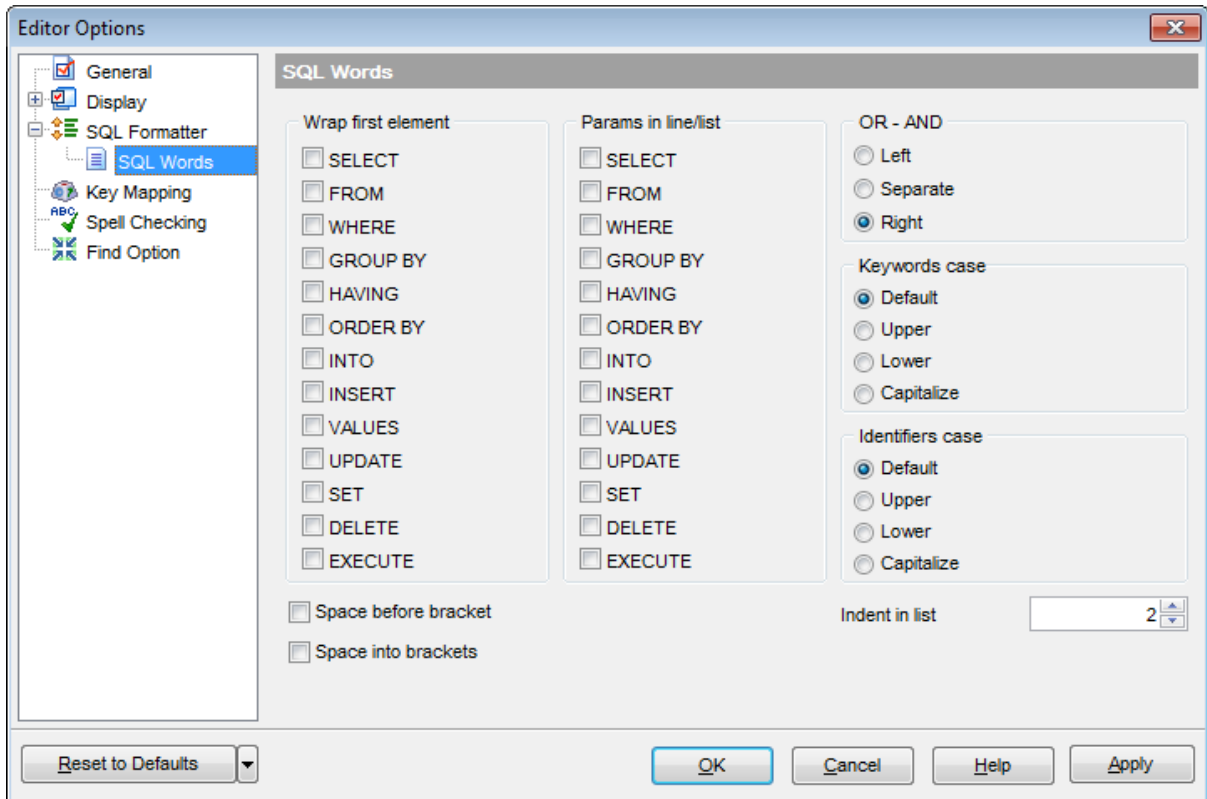 Editor Options
General
Display
SQL Formatter
SQL Words
Key Mapping
ABC
Spell Checking
Find Option
SQL Words
Wrap first element
SELECT
FROM
WHERE
GROUP BY
HAVING
ORDER BY
INTO
INSERT
VALUES
UPDATE
SET
DELETE
EXECUTE
Params in line/list
SELECT
FROM
WHERE
GROUP BY
HAVING
ORDER BY
INTO
INSERT
VALUES
UPDATE
SET
DELETE
EXECUTE
OR - AND
Left
Separate
Right
Keywords case
Default
Upper
Lower
Capitalize
Identifiers case
Default
Upper
Lower
Capitalize
Space before bracket
Space into brackets
Indent in list 2
Reset to Defaults
OK
Cancel
Help
Apply